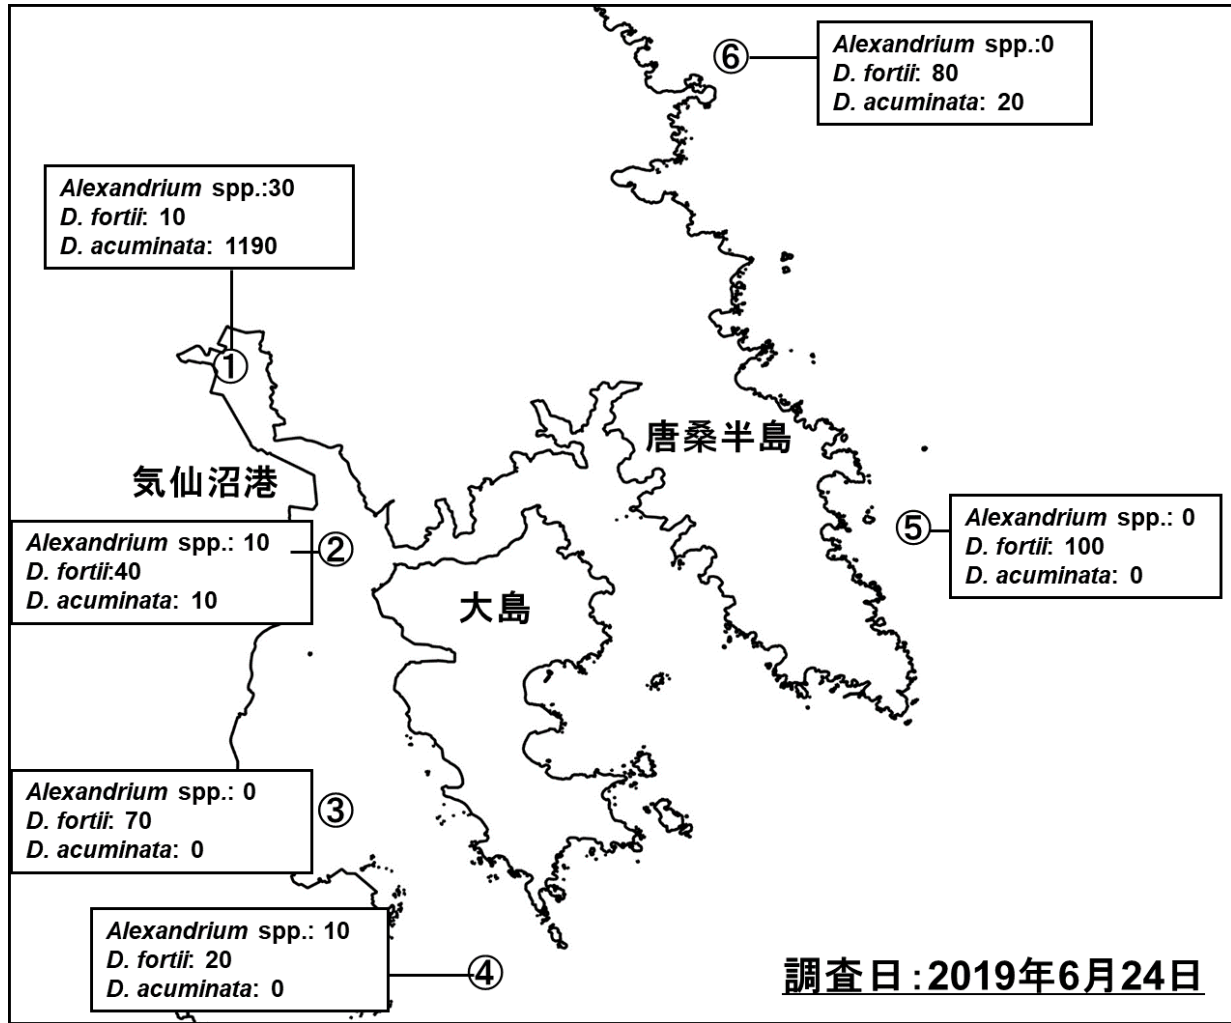 ⑥
Alexandrium spp.:0
D. fortii: 80
D. acuminata: 20
Alexandrium spp.:30
D. fortii: 10
D. acuminata: 1190
①
唐桑半島
気仙沼港
Alexandrium spp.: 10
D. fortii:40
D. acuminata: 10
②
⑤
Alexandrium spp.: 0
D. fortii: 100
D. acuminata: 0
大島
Alexandrium spp.: 0
D. fortii: 70
D. acuminata: 0
③
Alexandrium spp.: 10
D. fortii: 20
D. acuminata: 0
④
調査日:2019年6月24日